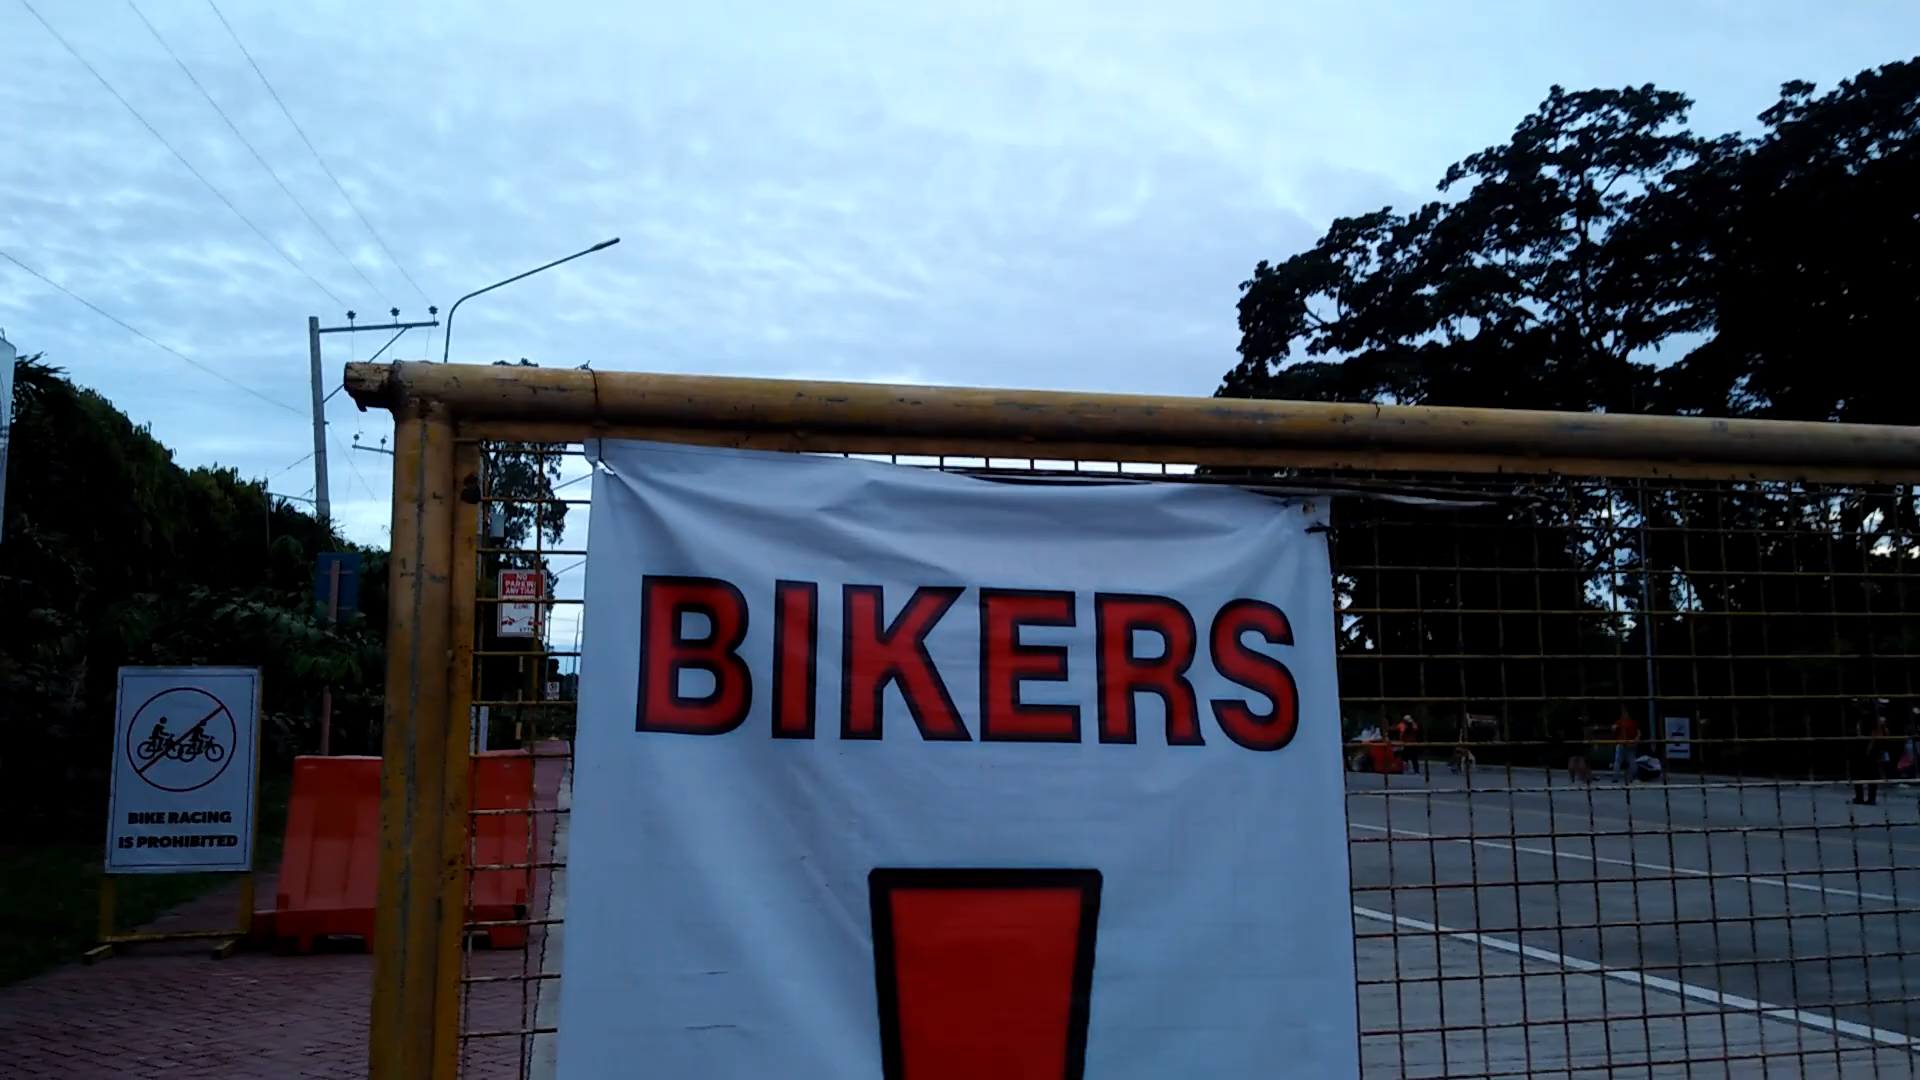 BIKERS
NO
PARKING
ANYTIME
BIKE RACING
IS PROHIBITED